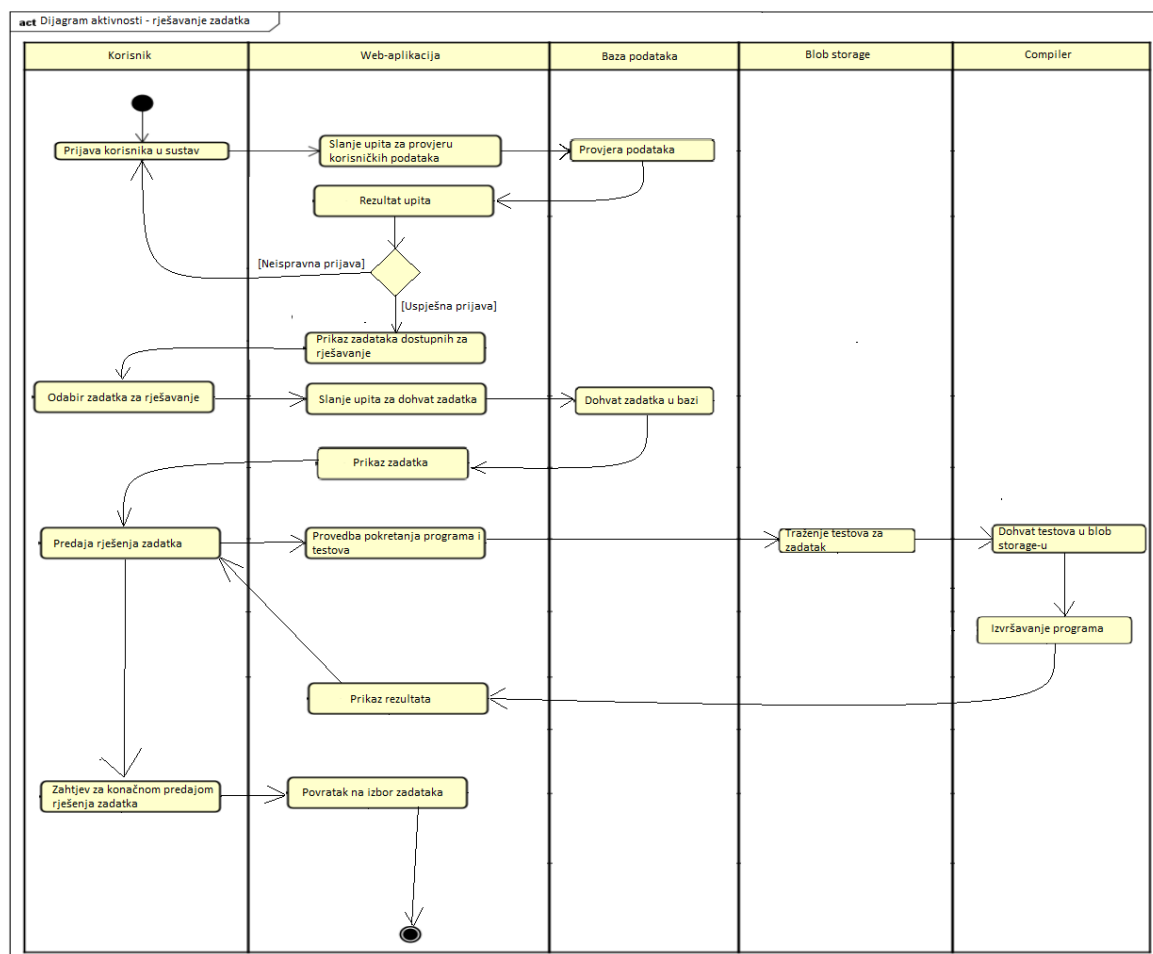 act Dijagram aktivnosti - rješavanje zadatka
Korisnik
Web-aplikacija
Baza podataka
Blob storage
Compiler
Prijava korisnika u sustav
Slanje upita za provjeru
korisničkih podataka
Provjera podataka
Rezultat upita
[Neispravna prijava]
[Uspješna prijava]
Prikaz zadataka dostupnih za
rješavanje
Odabir zadatka za rješavanje
Slanje upita za dohvat zadatka
Dohvat zadatka u bazi
Prikaz zadatka
Predaja rješenja zadatka
Provedba pokretanja programa i
testova
Traženje testova za
zadatak
Dohvat testova u blob
storage-u
Izvršavanje programa
Prikaz rezultata
Zahtjev za konačnom predajom
rješenja zadatka
Povratak na izbor zadataka